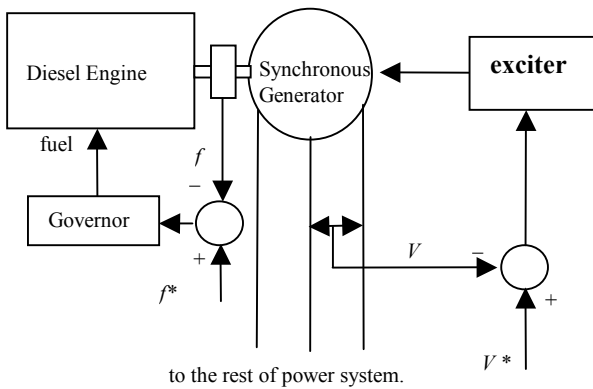 Diesel Engine
Synchronous
Generator
exciter
fuel
f
−
Governor
+
f*
V
−
+
V *
to the rest of power system.